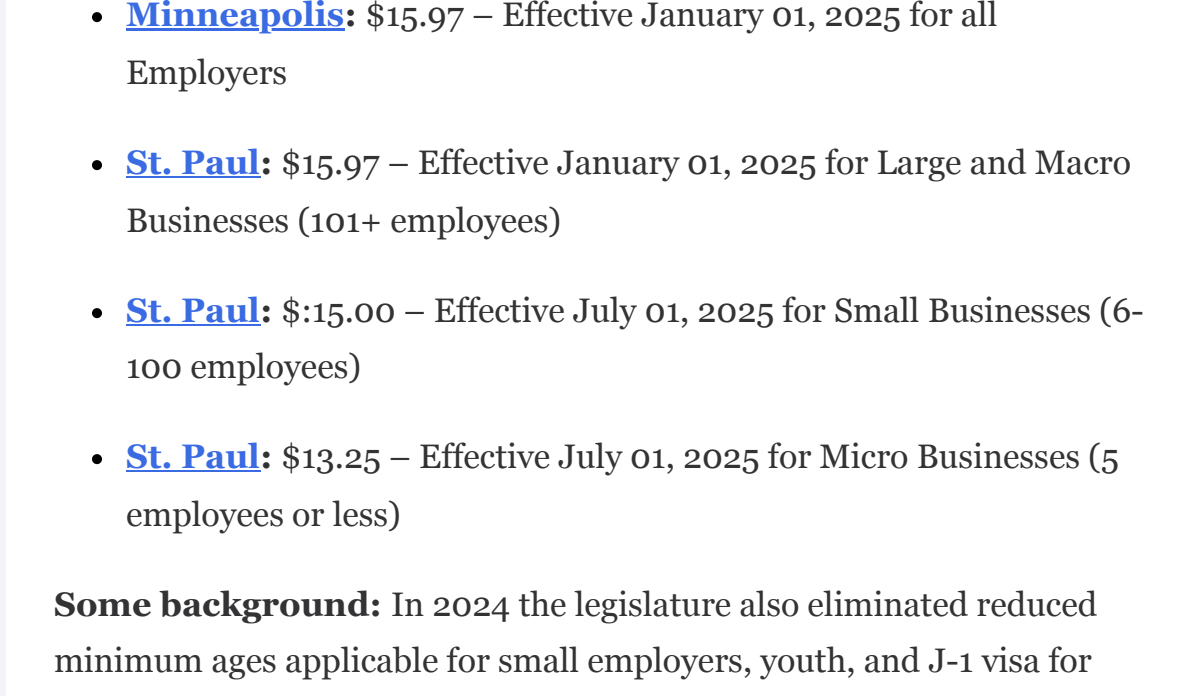 Minneapolis: $15.97 – Effective January 01, 2025 for all
Employers
St. Paul: $15.97 – Effective January 01, 2025 for Large and Macro
Businesses (101+ employees)
St. Paul: $:15.00 – Effective July 01, 2025 for Small Businesses (6-
100 employees)
St. Paul: $13.25 – Effective July 01, 2025 for Micro Businesses (5
employees or less)
Some background: In 2024 the legislature also eliminated reduced
minimum ages applicable for small employers, youth, and J-1 visa for